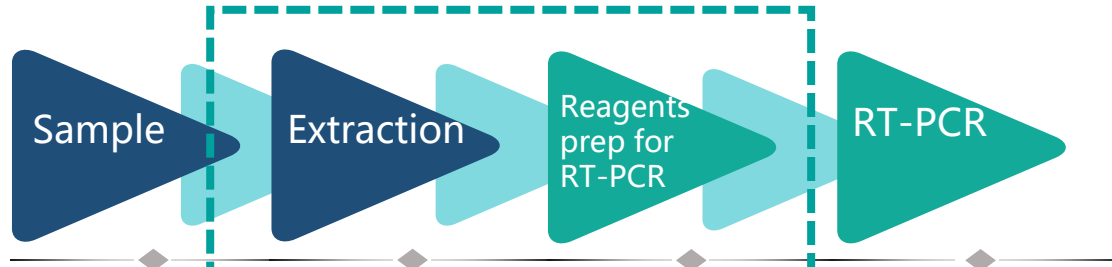 Sample
Extraction
Reagents
prep for
RT-PCR
RT-PCR